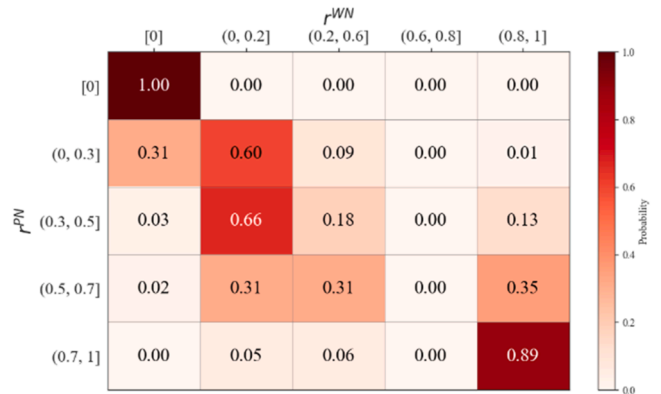 r^WN
[0] (0, 0.2] (0.2, 0.6] (0.6, 0.8] (0.8, 1]
r^PN
[0] 1.00 0.00 0.00 0.00 0.00
(0, 0.3] 0.31 0.60 0.09 0.00 0.01
(0.3, 0.5] 0.03 0.66 0.18 0.00 0.13
(0.5, 0.7] 0.02 0.31 0.31 0.00 0.35
(0.7, 1] 0.00 0.05 0.06 0.00 0.89
1.0
0.8
0.6
0.4
0.2
0.0
Probability